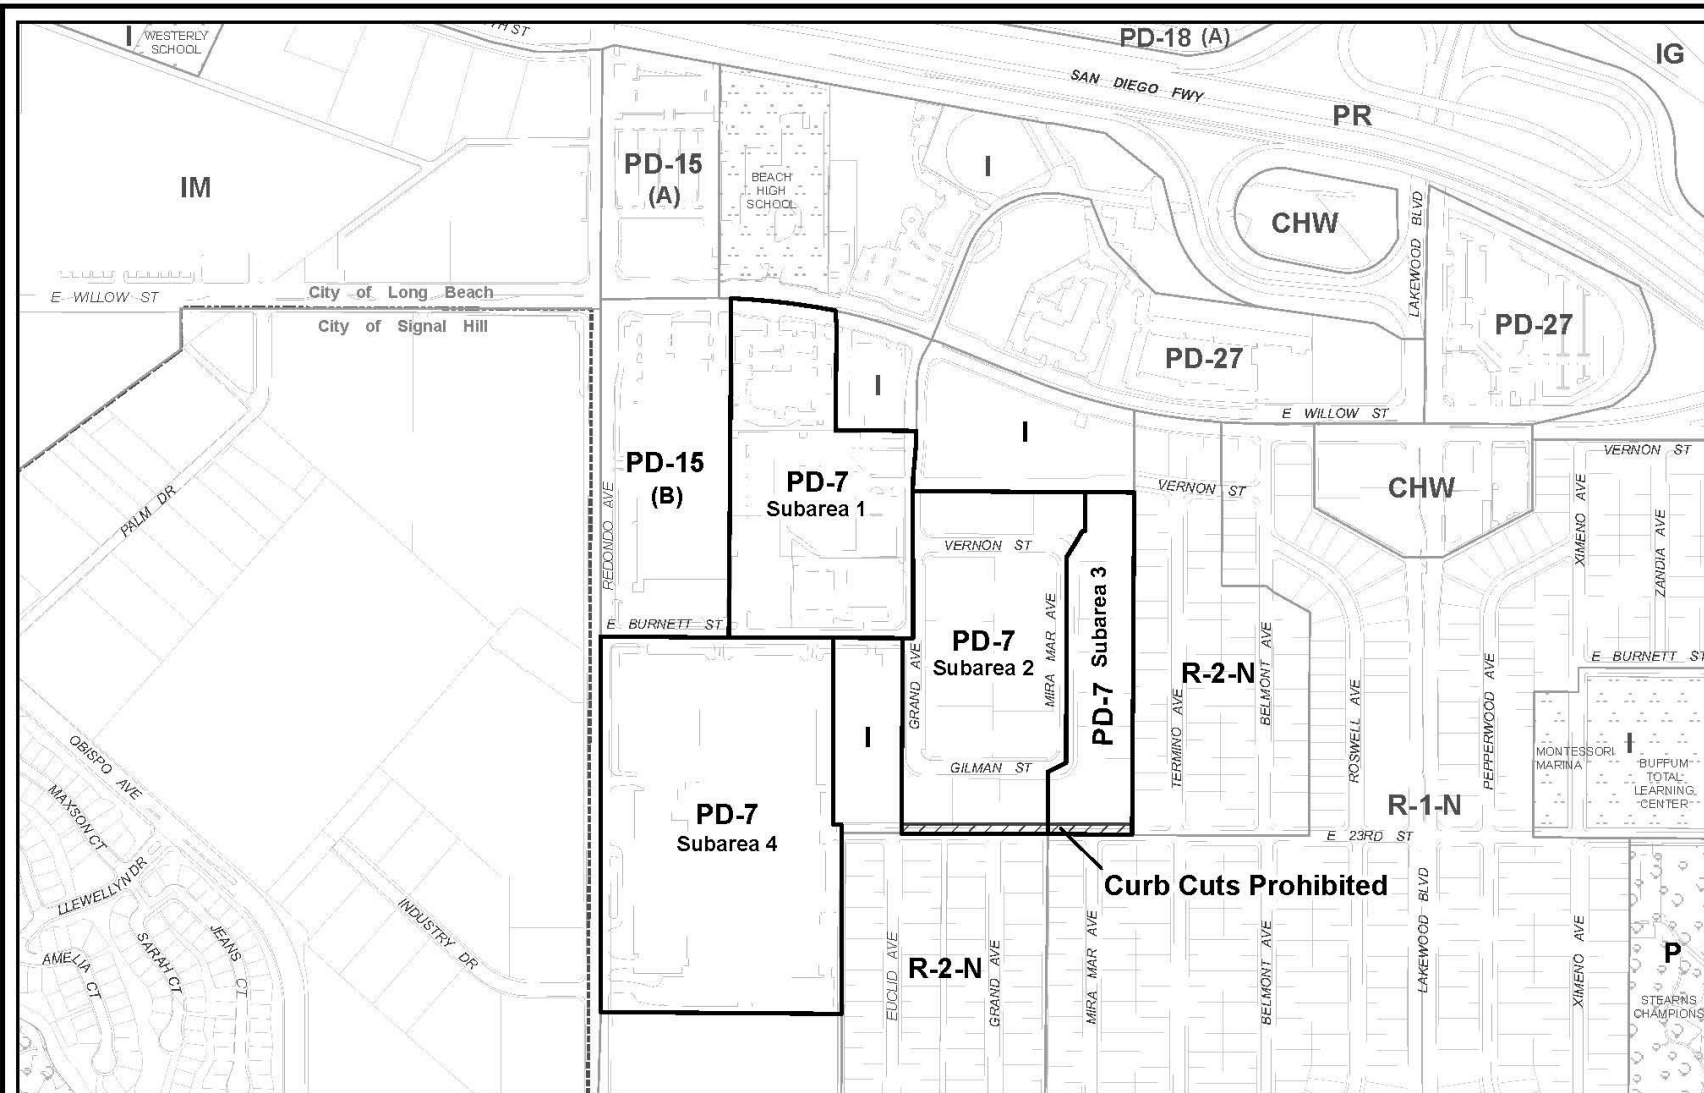 I
WESTERLY
SCHOOL
TH ST
PD-18 (A)
IG
SAN DIEGO FWY
PR
IM
PD-15
(A)
BEACH
HIGH
SCHOOL
I
CHW
LAKEWOOD BLVD
E WILLOW ST
City of Long Beach
City of Signal Hill
PD-27
PD-27
I
E WILLOW ST
I
PALM DR
REDONDO AVE
PD-15
(B)
PD-7
Subarea 1
VERNON ST
CHW
VERNON ST
XIMENO AVE
ZANDIA AVE
VERNON ST
E BURNETT ST
GRAND AVE
PD-7
Subarea 2
MIRA MAR AVE
PD-7 Subarea 3
R-2-N
TERMINO AVE
BELMONT AVE
ROSWELL AVE
PEPPERWOOD AVE
E BURNETT ST
I
GILMAN ST
OBISPO AVE
MONTESSORI
MARINA
I
BUFFUM
TOTAL
LEARNING
CENTER
PD-7
Subarea 4
R-1-N
E 23RD ST
MAXSON CT
LLEWELLYN DR
Curb Cuts Prohibited
AMELIA CT
SARAH CT
JEANS CT
INDUSTRY DR
EUCLID AVE
R-2-N
GRAND AVE
MIRA MAR AVE
BELMONT AVE
LAKEWOOD BLVD
XIMENO AVE
P
STEARNS
CHAMPIONS